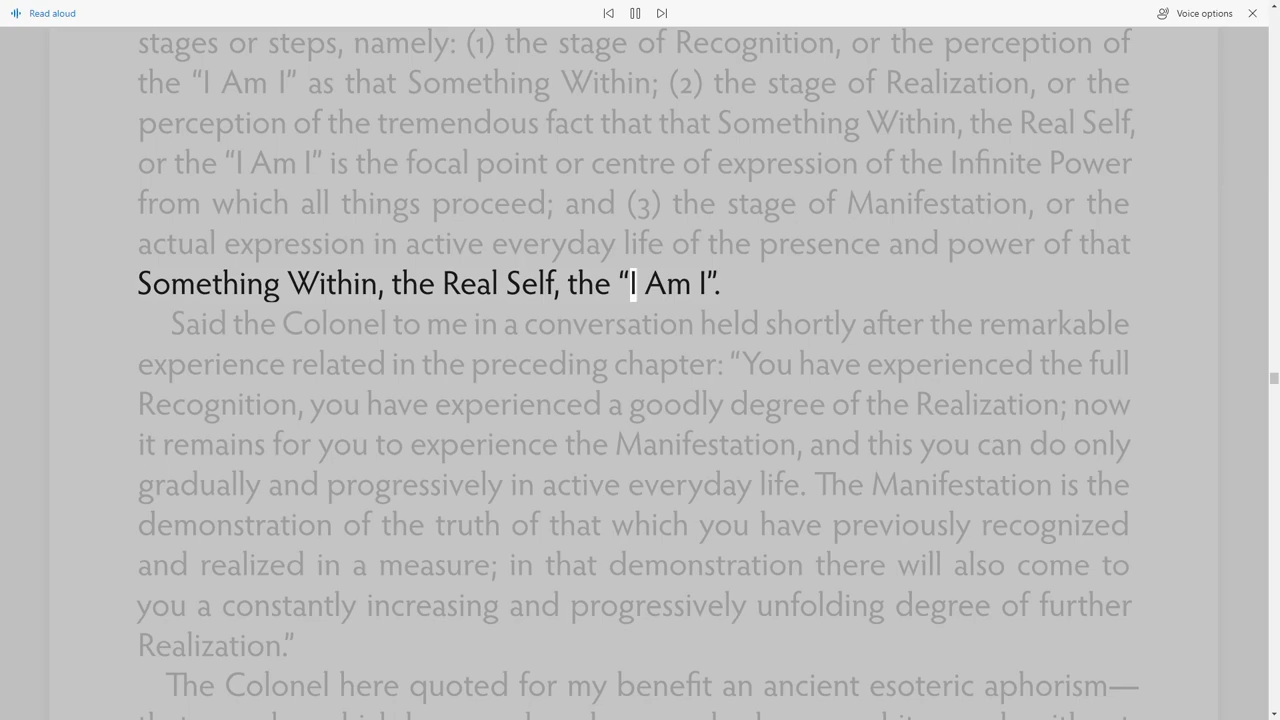 Read aloud
Voice options
stages or steps, namely: (1) the stage of Recognition, or the perception of
the “I Am I” as that Something Within; (2) the stage of Realization, or the
perception of the tremendous fact that that Something Within, the Real Self,
or the “I Am I” is the focal point or centre of expression of the Infinite Power
from which all things proceed; and (3) the stage of Manifestation, or the
actual expression in active everyday life of the presence and power of that
Something Within, the Real Self, the “I Am I”.
Said the Colonel to me in a conversation held shortly after the remarkable
experience related in the preceding chapter: “You have experienced the full
Recognition, you have experienced a goodly degree of the Realization; now
it remains for you to experience the Manifestation, and this you can do only
gradually and progressively in active everyday life. The Manifestation is the
demonstration of the truth of that which you have previously recognized
and realized in a measure; in that demonstration there will also come to
you a constantly increasing and progressively unfolding degree of further
Realization.”
The Colonel here quoted for my benefit an ancient esoteric aphorism—